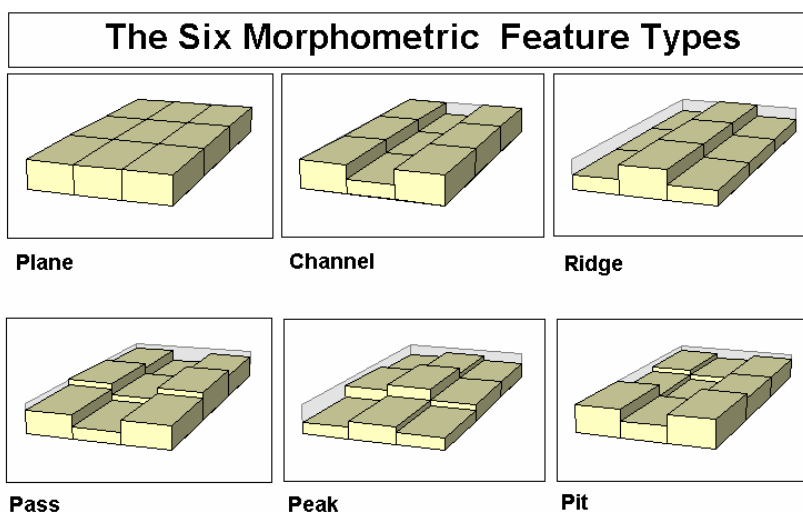 The Six Morphometric Feature Types
Plane
Channel
Ridge
Pass
Peak
Pit